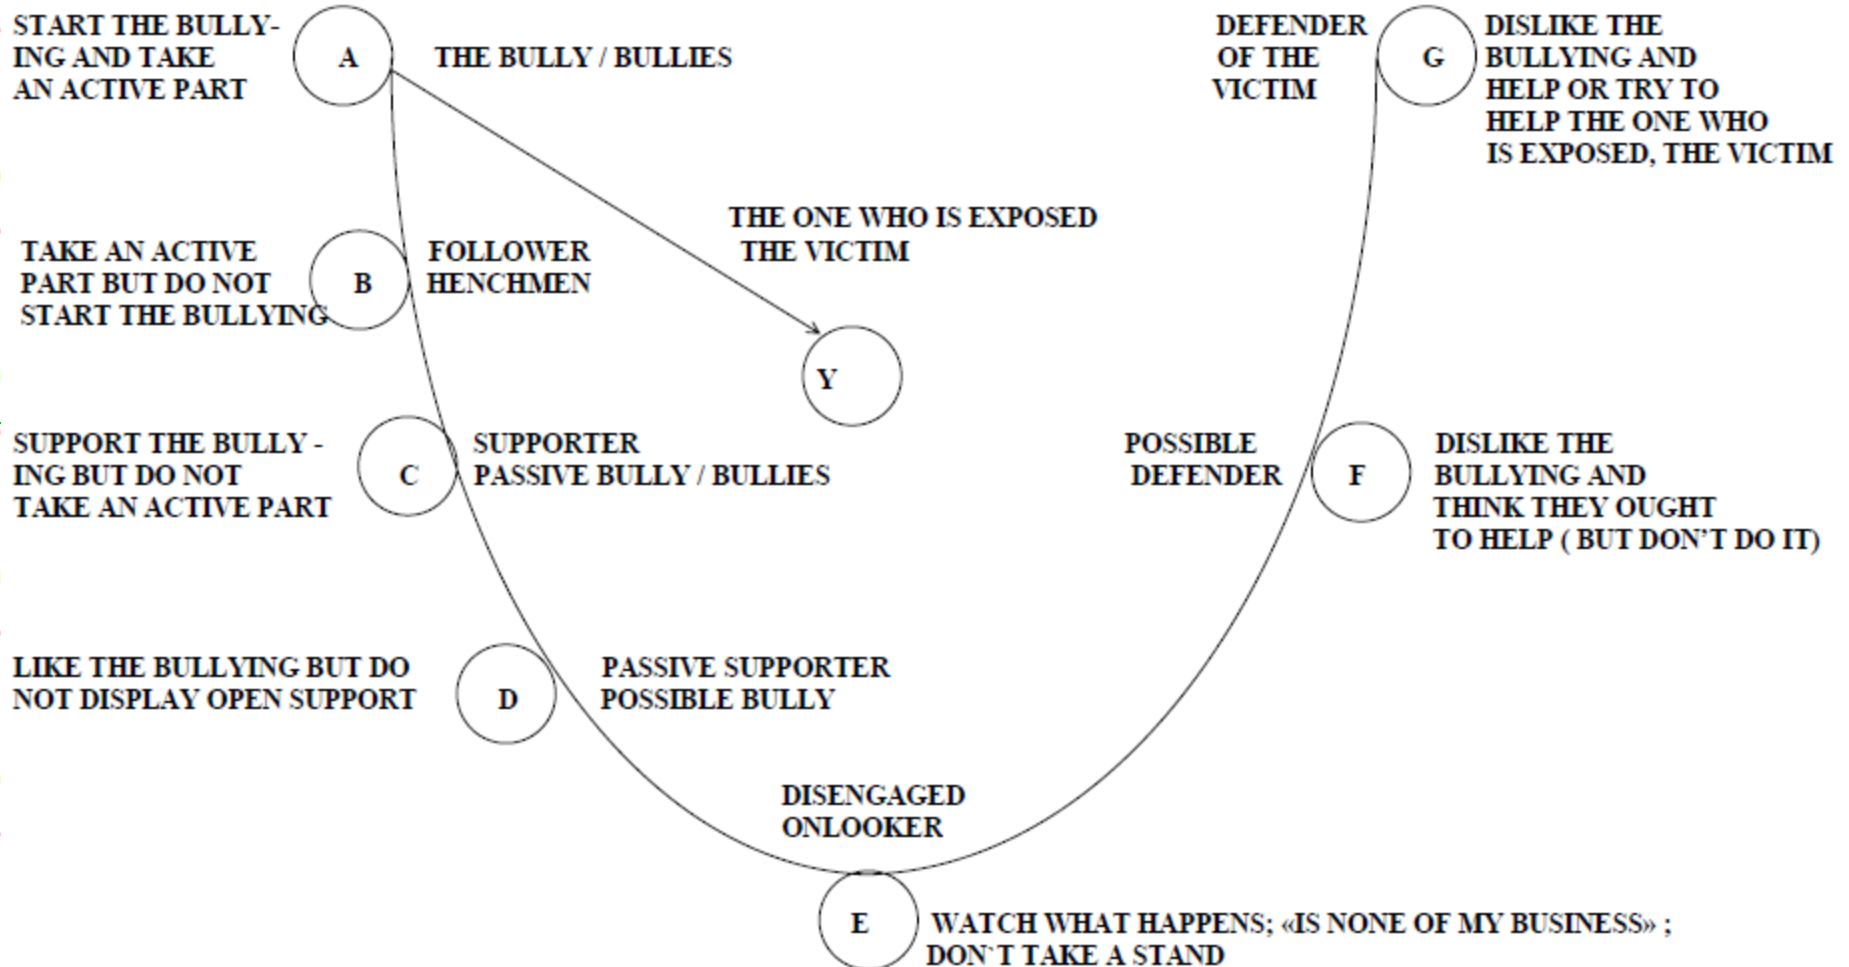 START THE BULLY-
ING AND TAKE
AN ACTIVE PART
A
THE BULLY / BULLIES
DEFENDER
OF THE
VICTIM
G
DISLIKE THE
BULLYING AND
HELP OR TRY TO
HELP THE ONE WHO
IS EXPOSED, THE VICTIM
TAKE AN ACTIVE
PART BUT DO NOT
START THE BULLYING
B
FOLLOWER
HENCHMEN
THE ONE WHO IS EXPOSED
THE VICTIM
Y
SUPPORT THE BULLY -
ING BUT DO NOT
TAKE AN ACTIVE PART
C
SUPPORTER
PASSIVE BULLY / BULLIES
POSSIBLE
DEFENDER
F
DISLIKE THE
BULLYING AND
THINK THEY OUGHT
TO HELP ( BUT DON’T DO IT)
LIKE THE BULLYING BUT DO
NOT DISPLAY OPEN SUPPORT
D
PASSIVE SUPPORTER
POSSIBLE BULLY
DISENGAGED
ONLOOKER
E
WATCH WHAT HAPPENS; «IS NONE OF MY BUSINESS» ;
DON`T TAKE A STAND